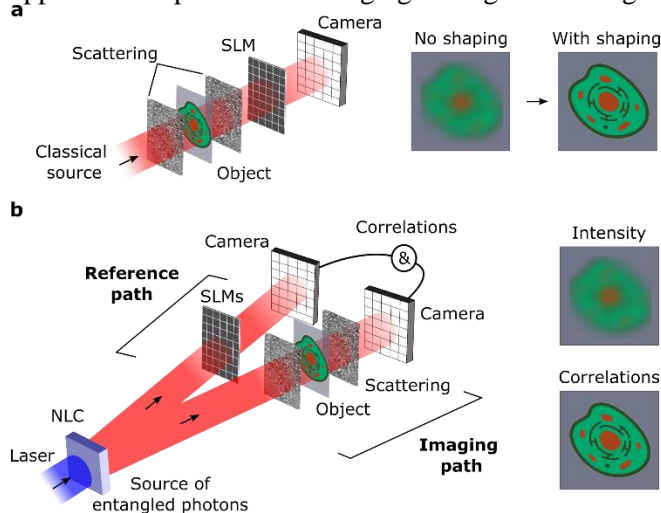 a
Camera
SLM
Scattering
Classical
source
Object
No shaping
With shaping
b
Correlations
Camera
&
Reference
path
SLMs
Camera
Scattering
Object
NLC
Laser
Source of
entangled photons
Imaging
path
Intensity
Correlations